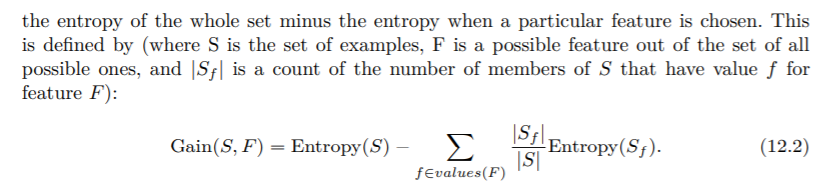 the entropy of the whole set minus the entropy when a particular feature is chosen. This
is defined by (where S is the set of examples, F is a possible feature out of the set of all
possible ones, and |S_f| is a count of the number of members of S that have value f for
feature F):
Gain(S, F) = Entropy(S) − ∑_{f∈values(F)} |S_f|/|S| Entropy(S_f). (12.2)